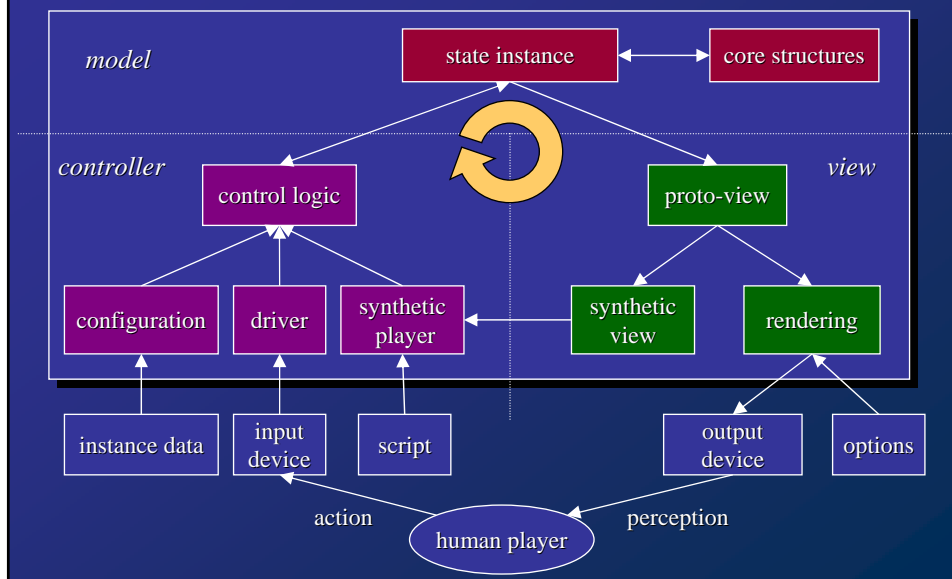 model
state instance
core structures
controller
view
control logic
proto-view
configuration
driver
synthetic
player
synthetic
view
rendering
instance data
input
device
script
output
device
options
action
perception
human player